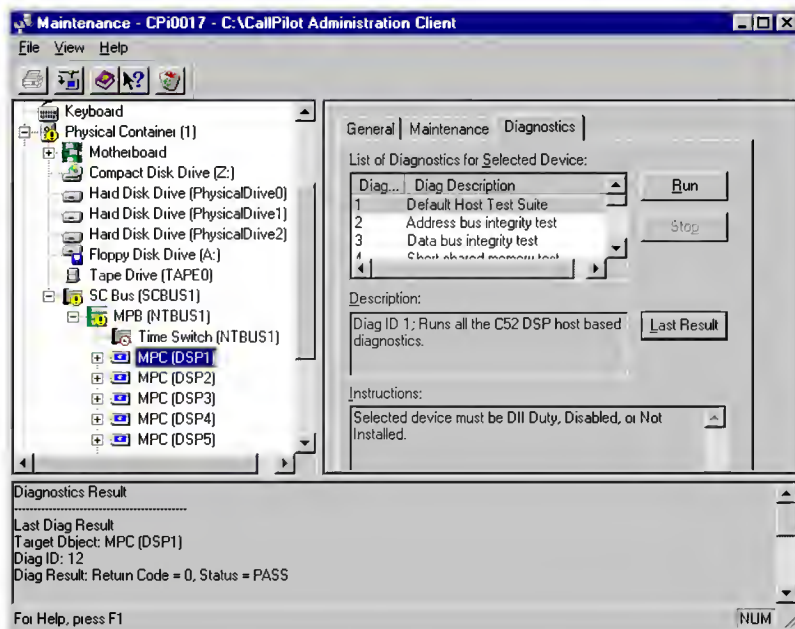 Maintenance - CPi0017 - C:\CallPilot Administration Client
File View Help
Keyboard
Physical Container (1)
Motherboard
Compact Disk Drive (Z:)
Hard Disk Drive (PhysicalDrive0)
Hard Disk Drive (PhysicalDrive1)
Hard Disk Drive (PhysicalDrive2)
Floppy Disk Drive (A:)
Tape Drive (TAPE0)
SC Bus (SCBUS1)
MPB (NTBUS1)
Time Switch (NTBUS1)
MPC (DSP1)
MPC (DSP2)
MPC (DSP3)
MPC (DSP4)
MPC (DSP5)
General Maintenance Diagnostics
List of Diagnostics for Selected Device:
Diag... Diag Description
1 Default Host Test Suite
2 Address bus integrity test
3 Data bus integrity test
4 Short shared memory test
Run
Stop
Description:
Diag ID 1; Runs all the C52 DSP host based
diagnostics.
Last Result
Instructions:
Selected device must be Off Duty, Disabled, or Not
Installed.
Diagnostics Result
----------------------------------------
Last Diag Result
Target Object: MPC (DSP1)
Diag ID: 12
Diag Result: Return Code = 0, Status = PASS
For Help, press F1
NUM